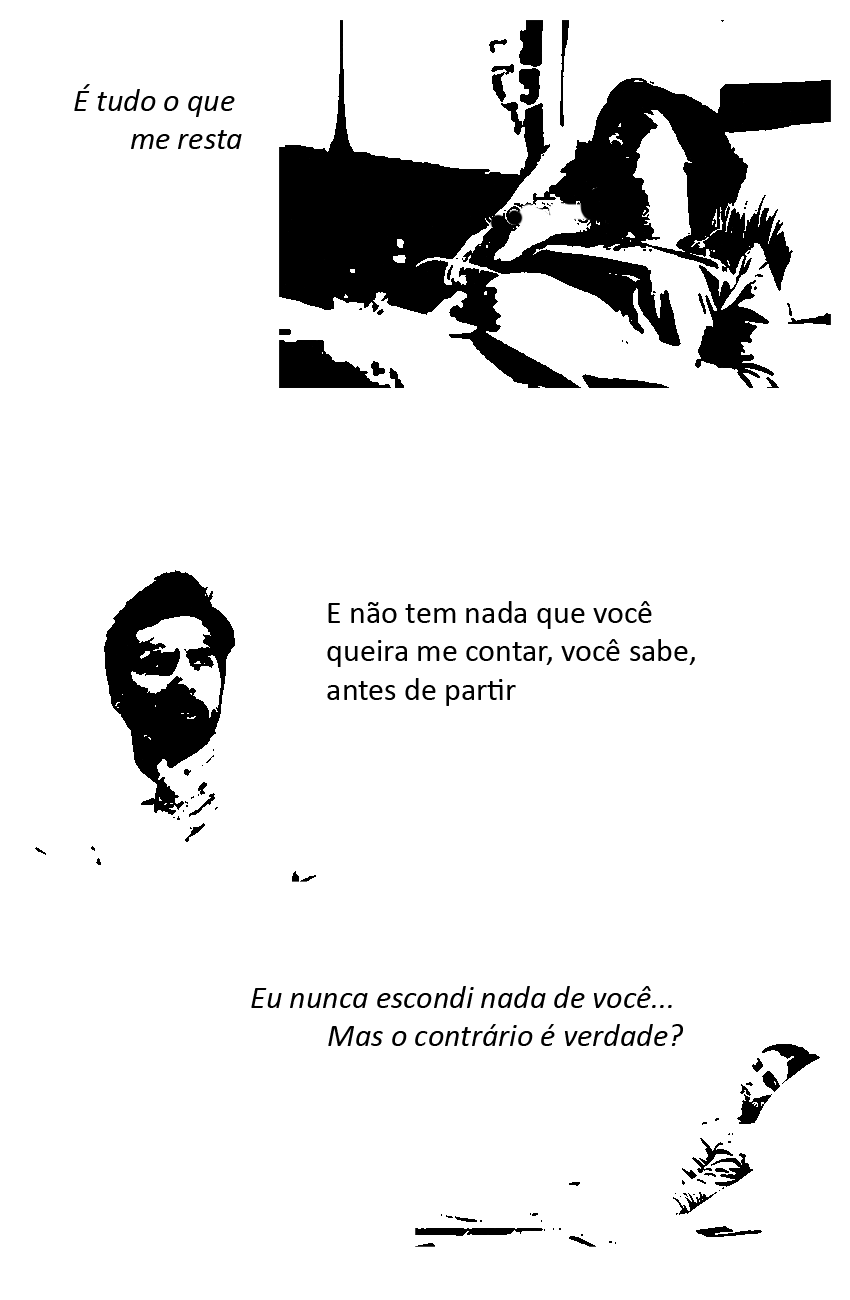 É tudo o que
me resta
E não tem nada que você
queira me contar, você sabe,
antes de partir
Eu nunca escondi nada de você...
Mas o contrário é verdade?